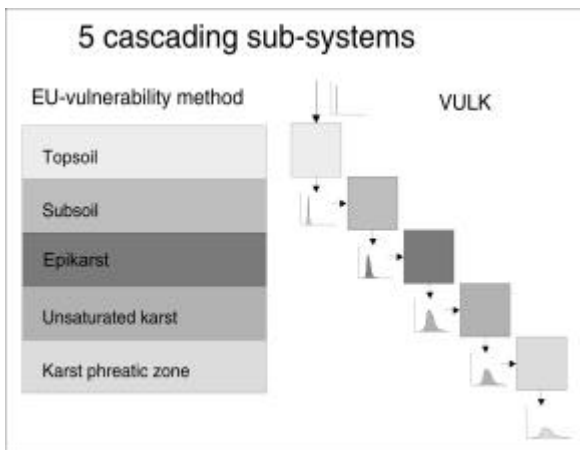 5 cascading sub-systems
EU-vulnerability method
VULK
Topsoil
Subsoil
Epikarst
Unsaturated karst
Karst phreatic zone